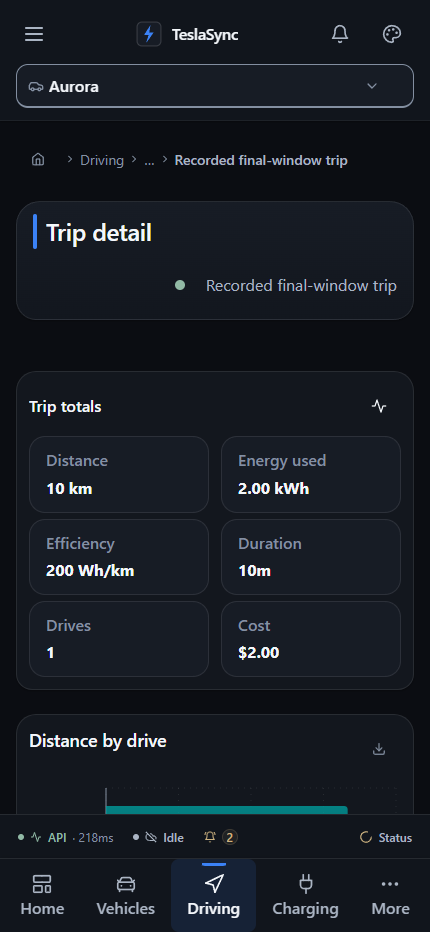 TeslaSync
Aurora
Driving > ... > Recorded final-window trip
Trip detail
Recorded final-window trip
Trip totals
Distance
10 km
Energy used
2.00 kWh
Efficiency
200 Wh/km
Duration
10m
Drives
1
Cost
$2.00
Distance by drive
API · 218ms Idle 2 Status
Home Vehicles Driving Charging More